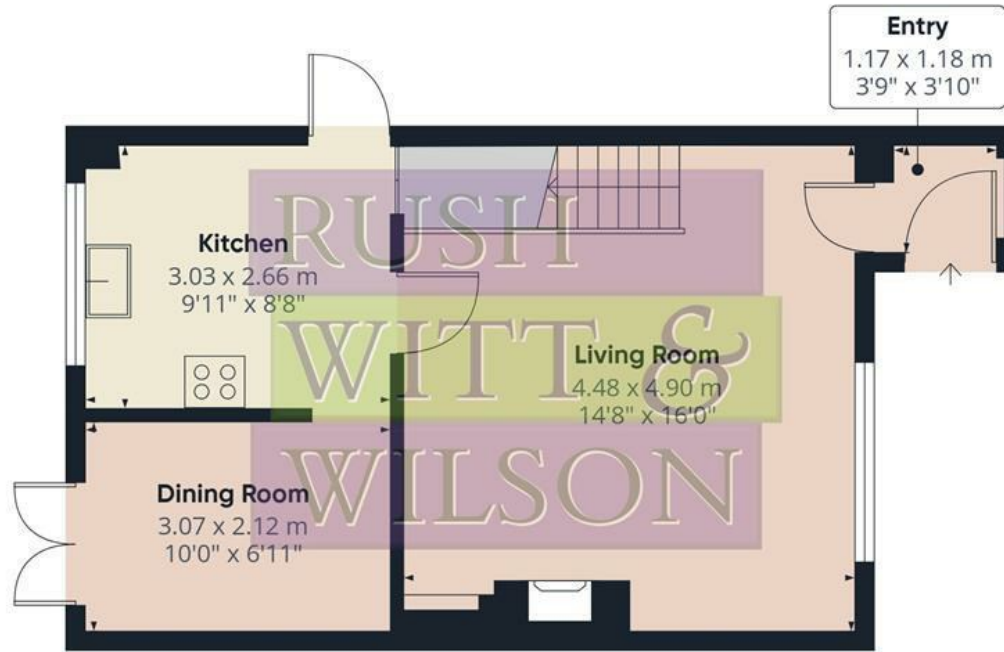 Entry
1.17 x 1.18 m
3'9" x 3'10"
Kitchen
3.03 x 2.66 m
9'11" x 8'8"
Living Room
4.48 x 4.90 m
14'8" x 16'0"
Dining Room
3.07 x 2.12 m
10'0" x 6'11"
RUSH
WITT &
WILSON